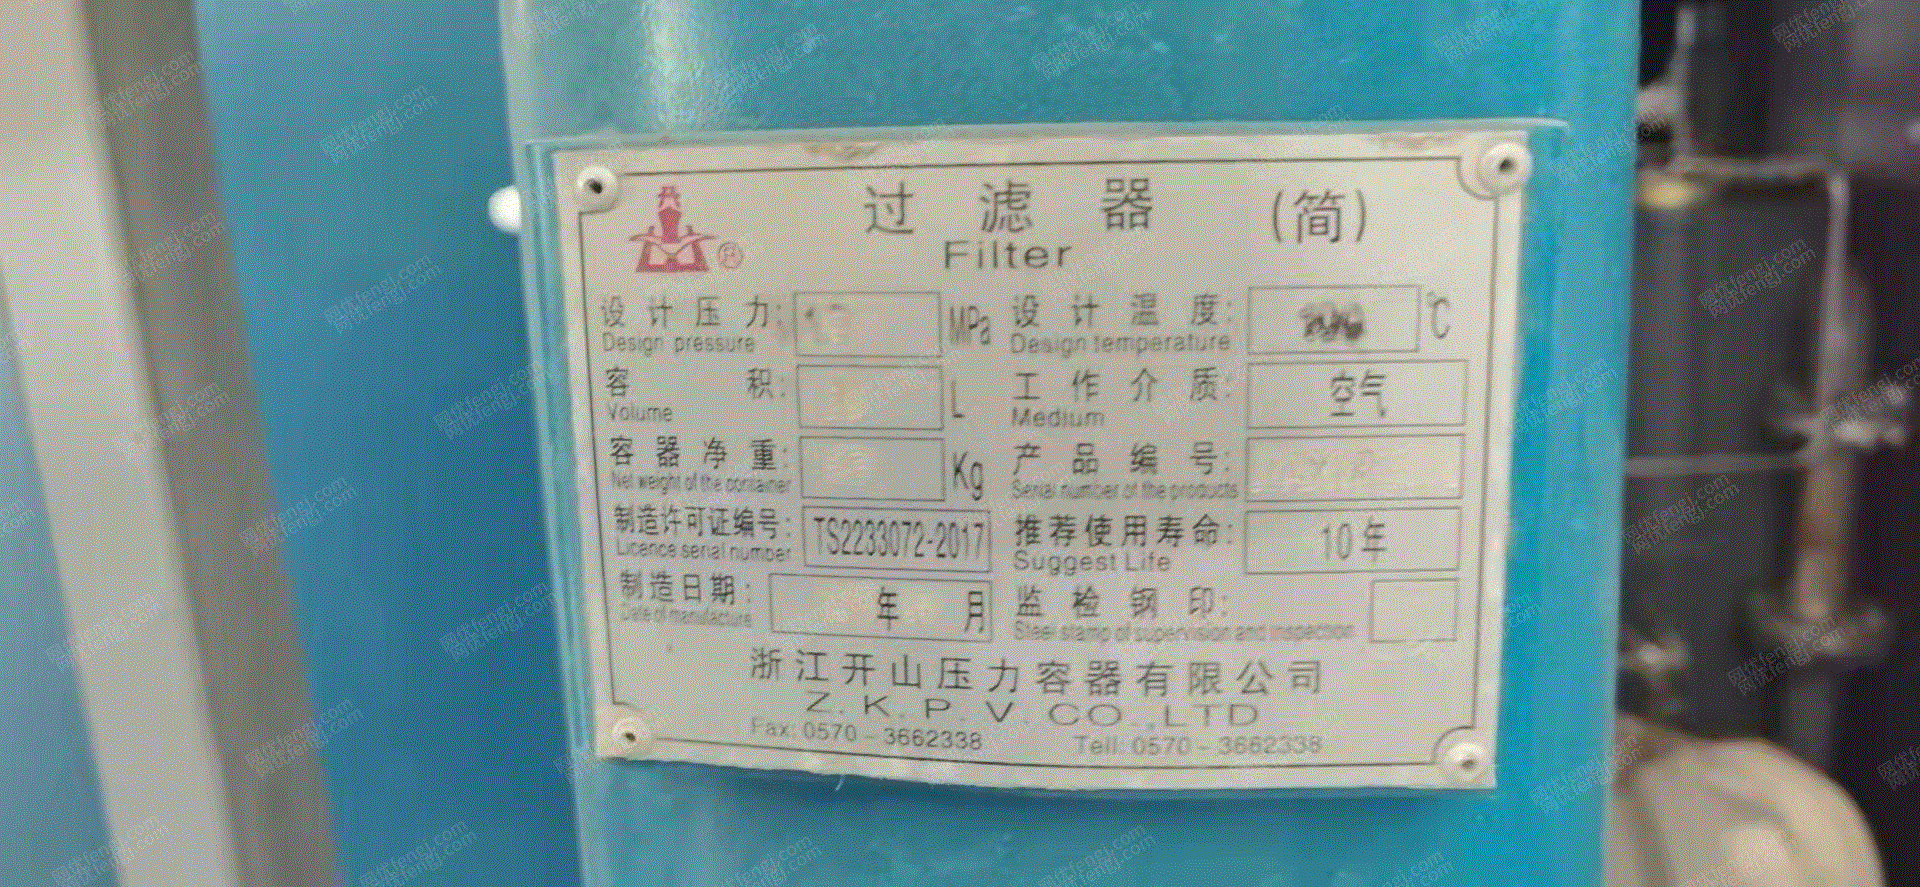 过滤器 (简)
Filter
设计压力: MPa 设计温度: ℃
Design pressure Design temperature
容积: L 工作介质: 空气
Volume Medium
容器净重: Kg 产品编号:
Net weight of the container Serial number of the products
制造许可证编号: TS2233072-2017 推荐使用寿命: 10年
Licence serial number Suggest Life
制造日期: 年 月 监检钢印:
Date of manufacture Steel stamp of supervision and inspection
浙江开山压力容器有限公司
Z.K.P.V.CO.,LTD
Fax: 0570-3662338 Tell: 0570-3662338